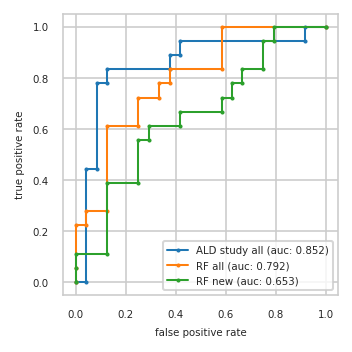 1.0
0.8
0.6
0.4
0.2
0.0
true positive rate
ALD study all (auc: 0.852)
RF all (auc: 0.792)
RF new (auc: 0.653)
0.0 0.2 0.4 0.6 0.8 1.0
false positive rate